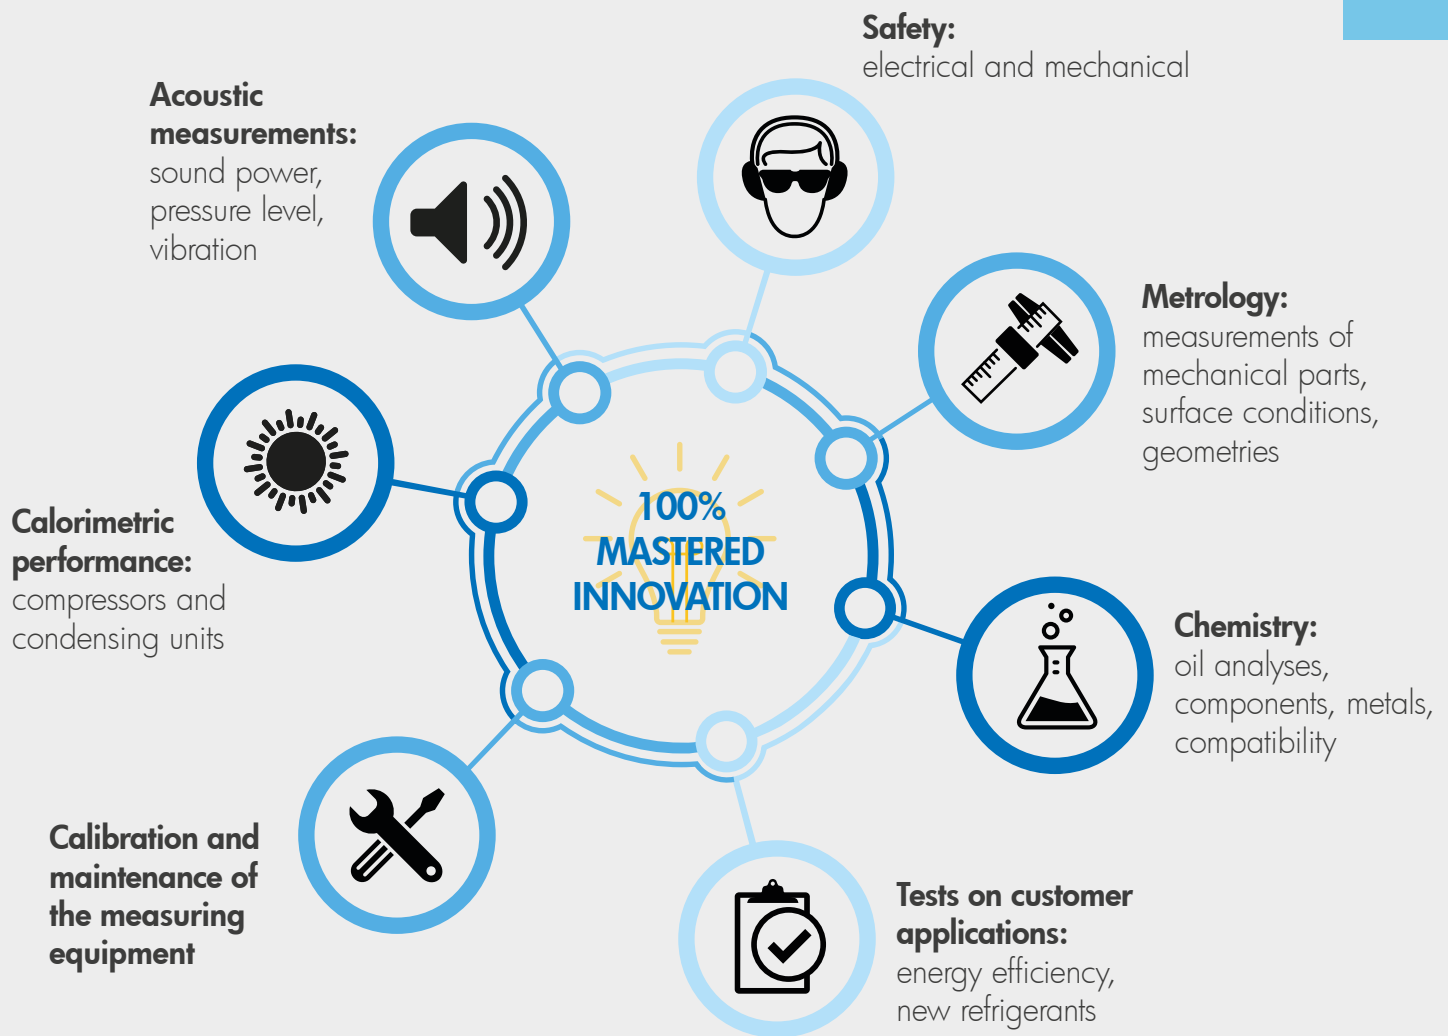 Safety:
electrical and mechanical
Acoustic
measurements:
sound power,
pressure level,
vibration
Metrology:
measurements of
mechanical parts,
surface conditions,
geometries
100%
MASTERED
INNOVATION
Calorimetric
performance:
compressors and
condensing units
Chemistry:
oil analyses,
components, metals,
compatibility
Calibration and
maintenance of
the measuring
equipment
Tests on customer
applications:
energy efficiency,
new refrigerants